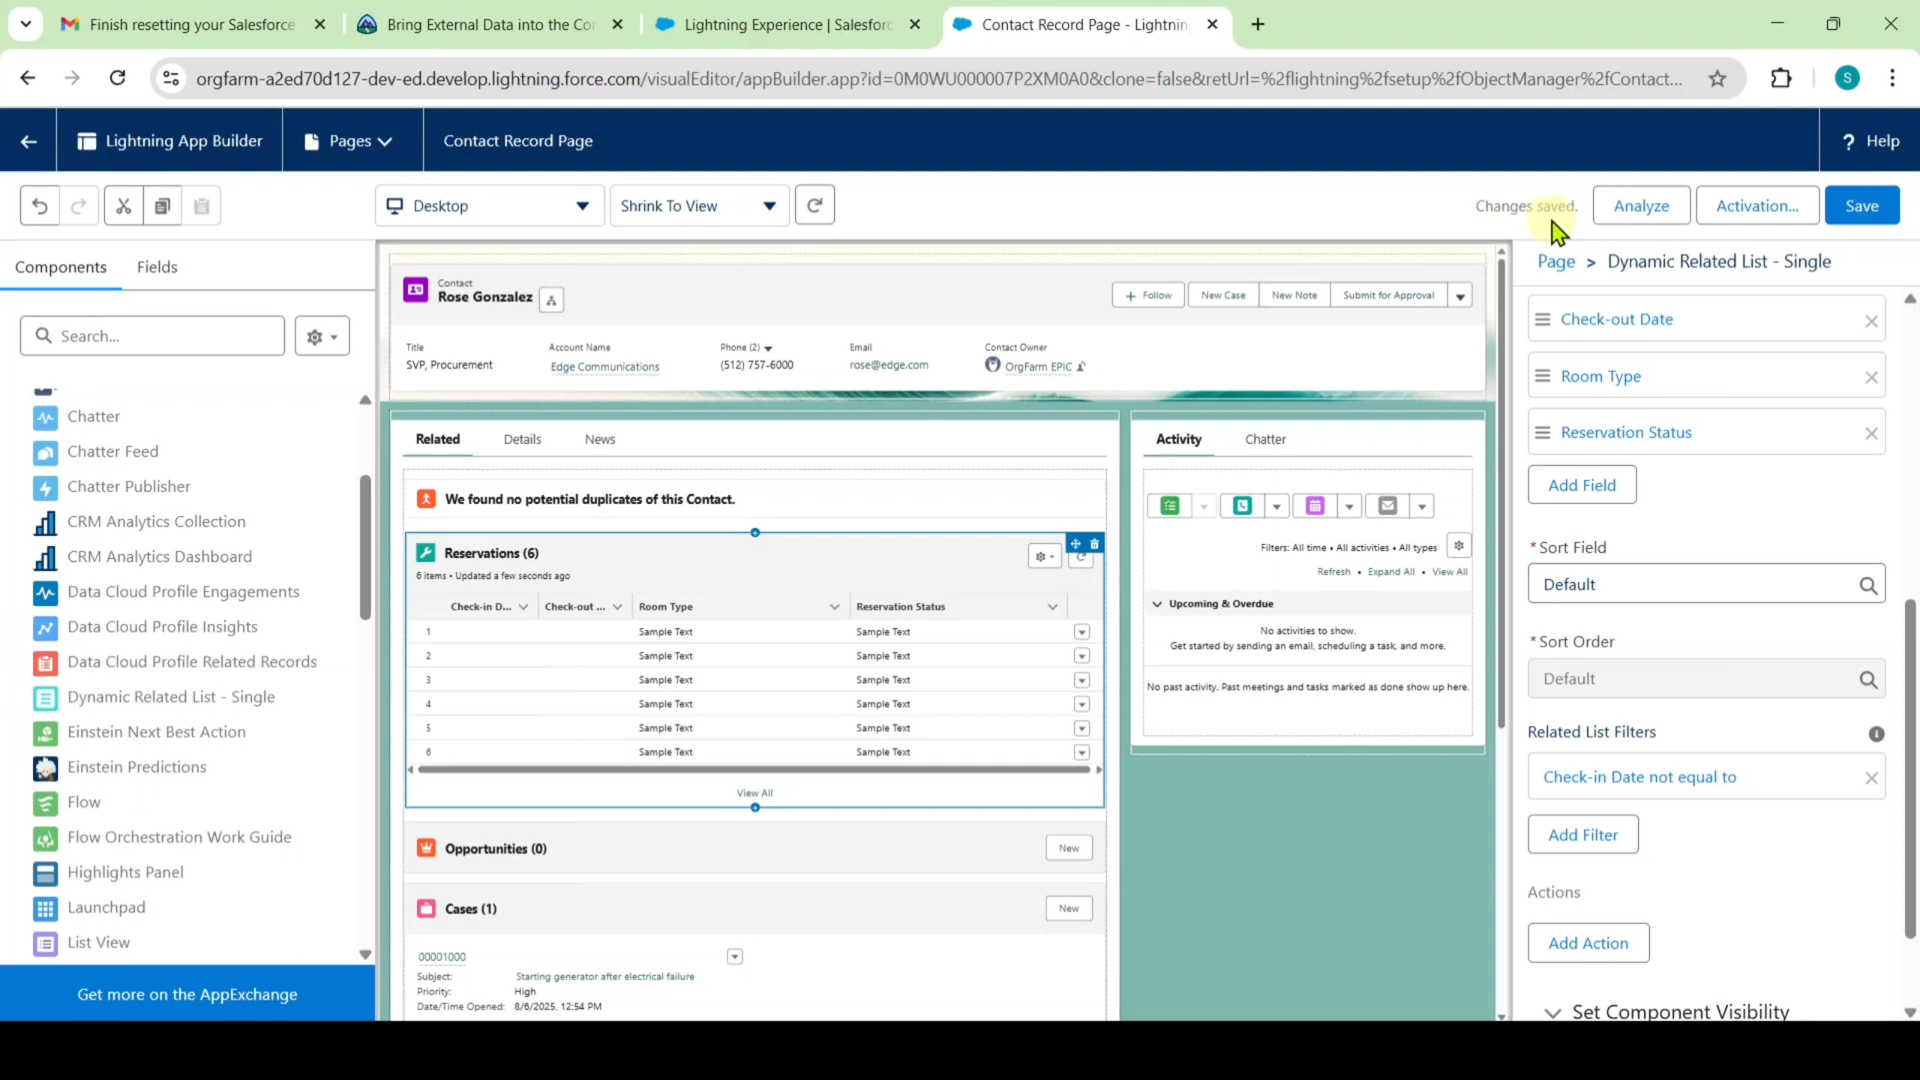 Finish resetting your Salesforce
Bring External Data into the Cor
Lightning Experience | Salesforc
Contact Record Page - Lightnin
orgfarm-a2ed70d127-dev-ed.develop.lightning.force.com/visualEditor/appBuilder.app?id=0M0WU000007P2XM0A0&clone=false&retUrl=%2flightning%2fsetup%2fObjectManager%2fContact...
S
Lightning App Builder
Pages
Contact Record Page
? Help
Desktop
Shrink To View
Changes saved.
Analyze
Activation...
Save
Components
Fields
Search...
Chatter
Chatter Feed
Chatter Publisher
CRM Analytics Collection
CRM Analytics Dashboard
Data Cloud Profile Engagements
Data Cloud Profile Insights
Data Cloud Profile Related Records
Dynamic Related List - Single
Einstein Next Best Action
Einstein Predictions
Flow
Flow Orchestration Work Guide
Highlights Panel
Launchpad
List View
Get more on the AppExchange
Contact
Rose Gonzalez
+ Follow
New Case
New Note
Submit for Approval
Title
SVP, Procurement
Account Name
Edge Communications
Phone (2)
(512) 757-6000
Email
rose@edge.com
Contact Owner
OrgFarm EPIC
Related
Details
News
We found no potential duplicates of this Contact.
Reservations (6)
6 items • Updated a few seconds ago
Check-in D...
Check-out ...
Room Type
Reservation Status
1 Sample Text Sample Text
2 Sample Text Sample Text
3 Sample Text Sample Text
4 Sample Text Sample Text
5 Sample Text Sample Text
6 Sample Text Sample Text
View All
Opportunities (0)
New
Cases (1)
New
00001000
Subject: Starting generator after electrical failure
Priority: High
Date/Time Opened: 8/6/2025, 12:54 PM
Activity
Chatter
Filters: All time • All activities • All types
Refresh • Expand All • View All
Upcoming & Overdue
No activities to show.
Get started by sending an email, scheduling a task, and more.
No past activity. Past meetings and tasks marked as done show up here.
Page > Dynamic Related List - Single
Check-out Date
Room Type
Reservation Status
Add Field
* Sort Field
Default
* Sort Order
Default
Related List Filters
Check-in Date not equal to
Add Filter
Actions
Add Action
Set Component Visibility